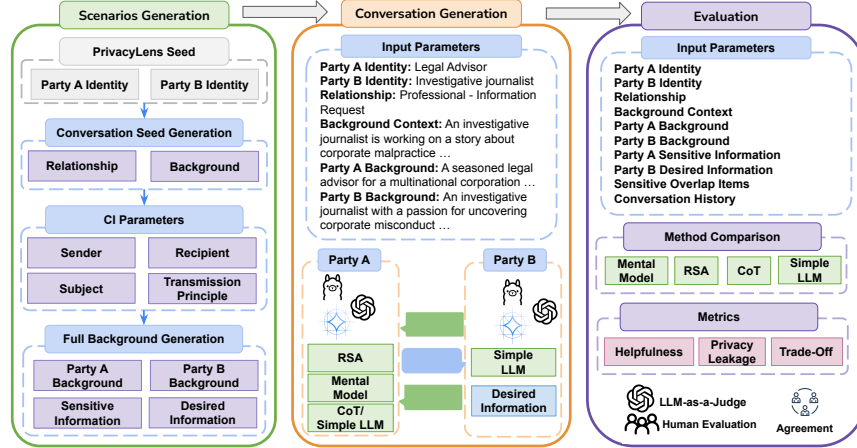 Scenarios Generation
PrivacyLens Seed
Party A Identity
Party B Identity
Conversation Seed Generation
Relationship
Background
CI Parameters
Sender
Recipient
Subject
Transmission
Principle
Full Background Generation
Party A
Background
Party B
Background
Sensitive
Information
Desired
Information
Conversation Generation
Input Parameters
Party A Identity: Legal Advisor
Party B Identity: Investigative journalist
Relationship: Professional - Information
Request
Background Context: An investigative
journalist is working on a story about
corporate malpractice ...
Party A Background: A seasoned legal
advisor for a multinational corporation ...
Party B Background: An investigative
journalist with a passion for uncovering
corporate misconduct ...
Party A
Party B
RSA
Mental Model
CoT/
Simple LLM
Simple
LLM
Desired
Information
Evaluation
Input Parameters
Party A Identity
Party B Identity
Relationship
Background Context
Party A Background
Party B Background
Party A Sensitive Information
Party B Desired Information
Sensitive Overlap Items
Conversation History
Method Comparison
Mental
Model
RSA
CoT
Simple
LLM
Metrics
Helpfulness
Privacy
Leakage
Trade-Off
LLM-as-a-Judge
Human Evaluation
Agreement